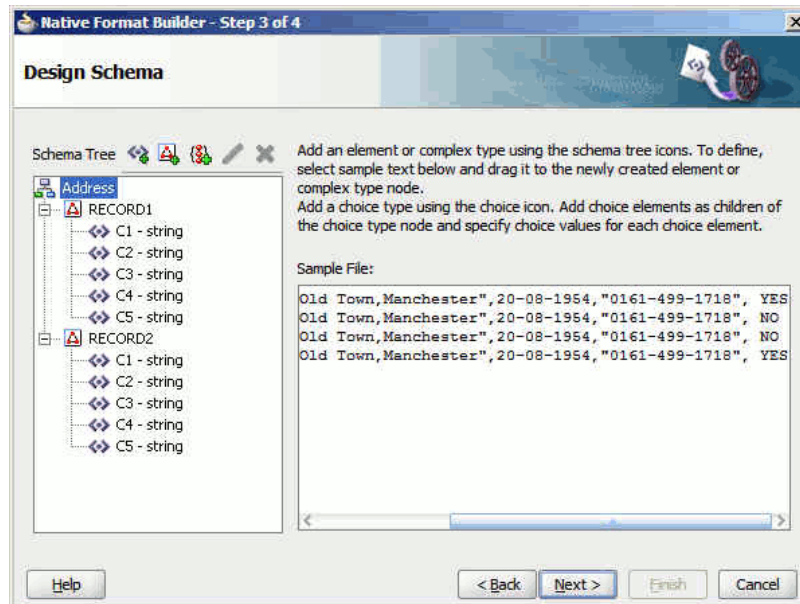 Native Format Builder - Step 3 of 4
Design Schema
Schema Tree
Address
RECORD1
C1 - string
C2 - string
C3 - string
C4 - string
C5 - string
RECORD2
C1 - string
C2 - string
C3 - string
C4 - string
C5 - string
Add an element or complex type using the schema tree icons. To define,
select sample text below and drag it to the newly created element or
complex type node.
Add a choice type using the choice icon. Add choice elements as children of
the choice type node and specify choice values for each choice element.
Sample File:
Old Town,Manchester",20-08-1954,"0161-499-1718", YES
Old Town,Manchester",20-08-1954,"0161-499-1718", NO
Old Town,Manchester",20-08-1954,"0161-499-1718", NO
Old Town,Manchester",20-08-1954,"0161-499-1718", YES
Help
< Back
Next >
Finish
Cancel